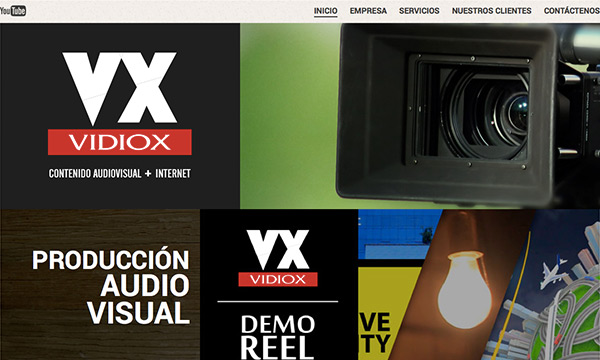 YouTube
INICIO EMPRESA SERVICIOS NUESTROS CLIENTES CONTÁCTENOS
VX
VIDIOX
CONTENIDO AUDIOVISUAL + INTERNET
PRODUCCIÓN
AUDIO
VISUAL
VX
VIDIOX
DEMO
REEL
VE
TY